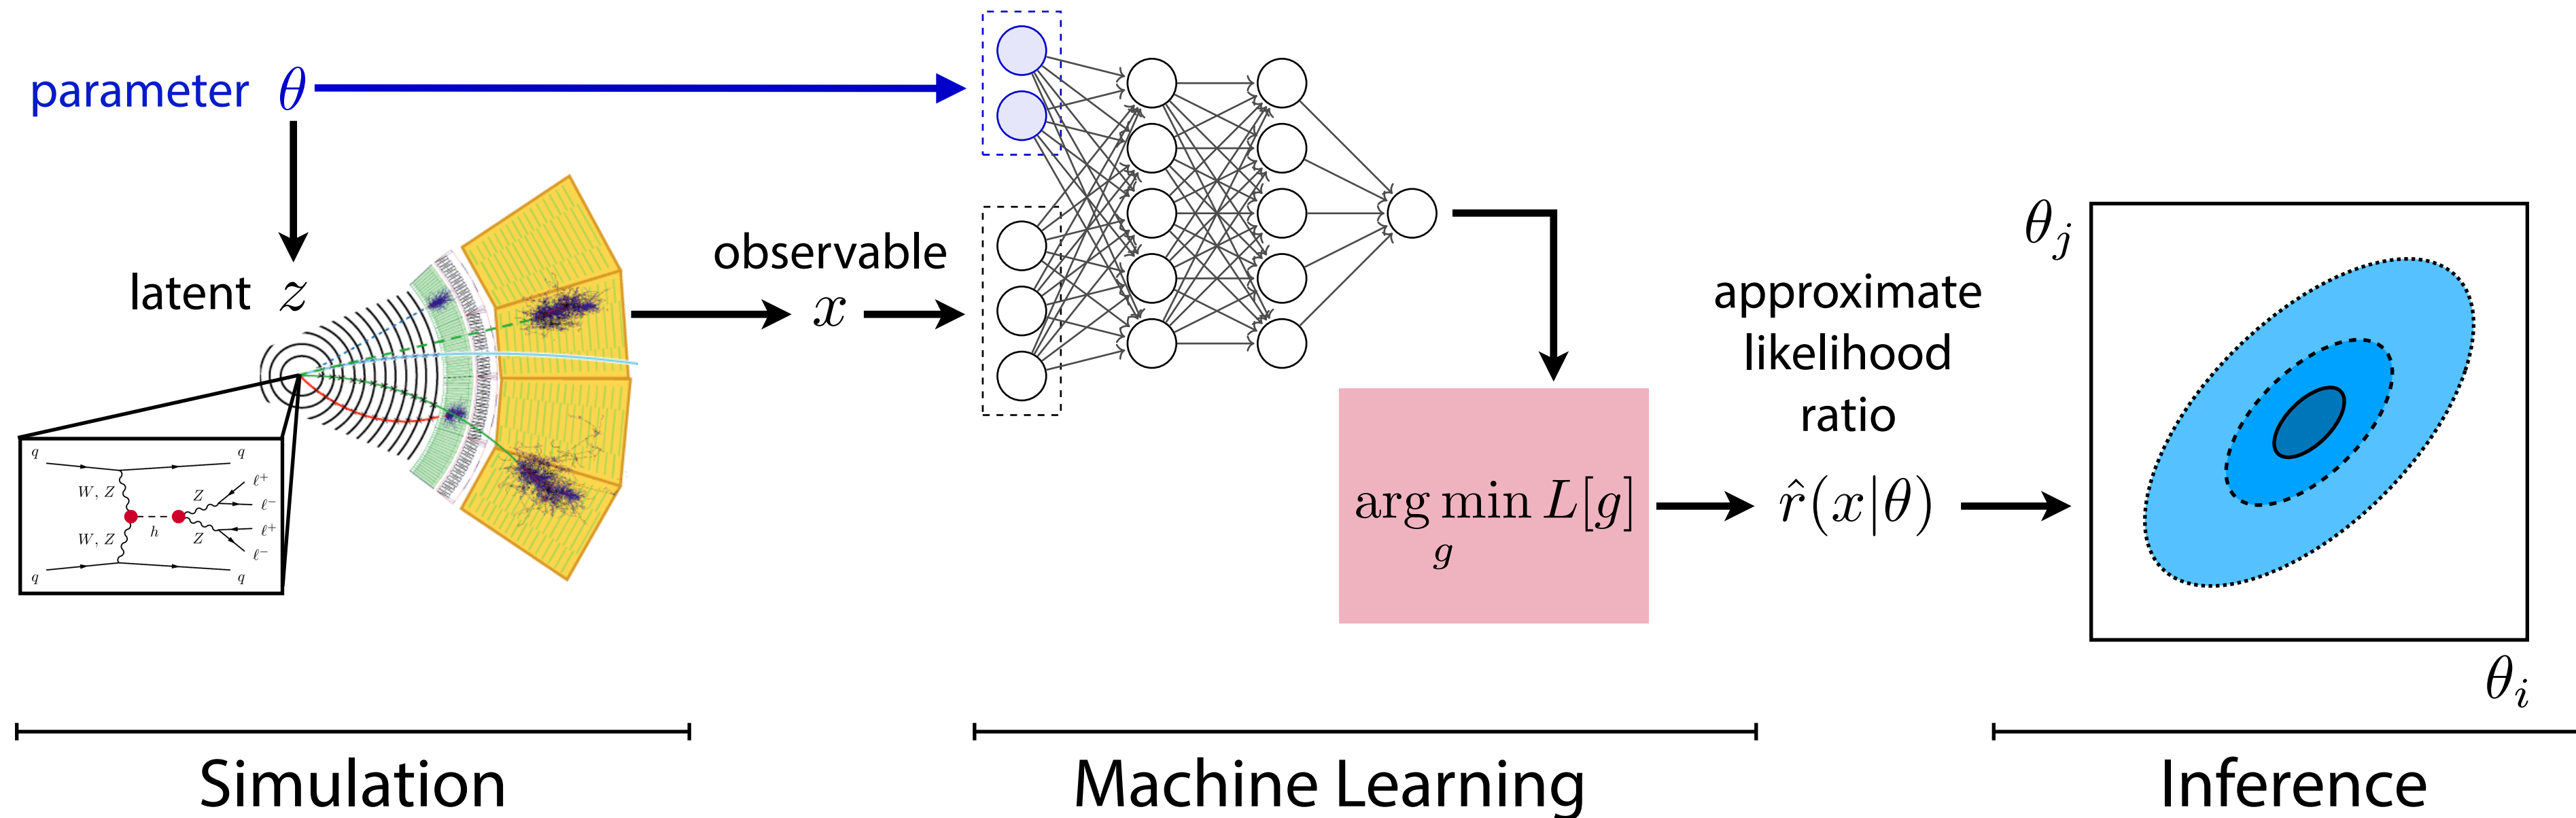 parameter θ
latent z
observable
x
q
q
W, Z
Z
ℓ+
ℓ−
h
W, Z
Z
ℓ+
ℓ−
q
q
arg min L[g]
g
approximate
likelihood
ratio
r̂(x|θ)
θj
θi
Simulation
Machine Learning
Inference